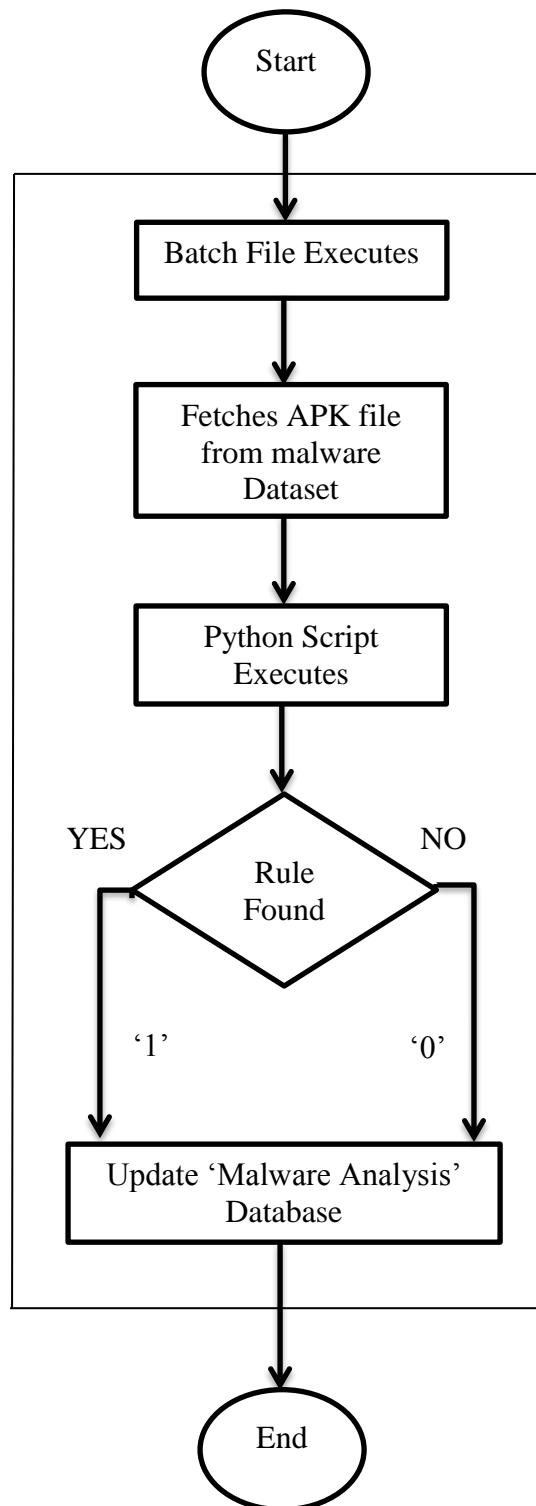 Start
Batch File Executes
Fetches APK file
from malware
Dataset
Python Script
Executes
YES
NO
Rule
Found
‘1’
‘0’
Update ‘Malware Analysis’
Database
End